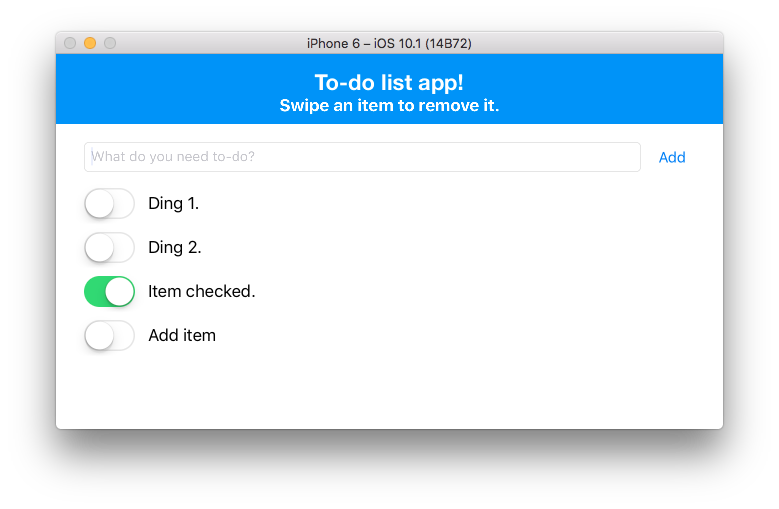 iPhone 6 – iOS 10.1 (14B72)
To-do list app!
Swipe an item to remove it.
What do you need to-do?
Add
Ding 1.
Ding 2.
Item checked.
Add item